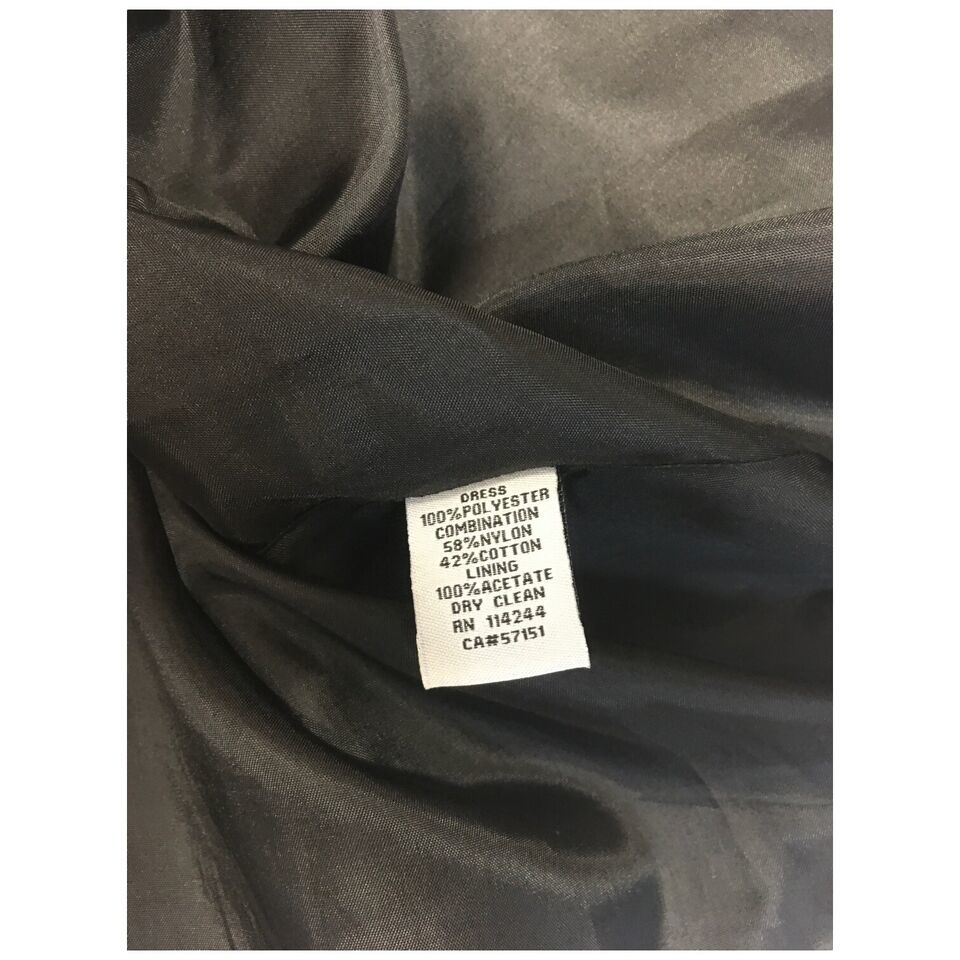 DRESS
100%POLYESTER
COMBINATION
58%NYLON
42%COTTON
LINING
100%ACETATE
DRY CLEAN
RN 114244
CA#57151